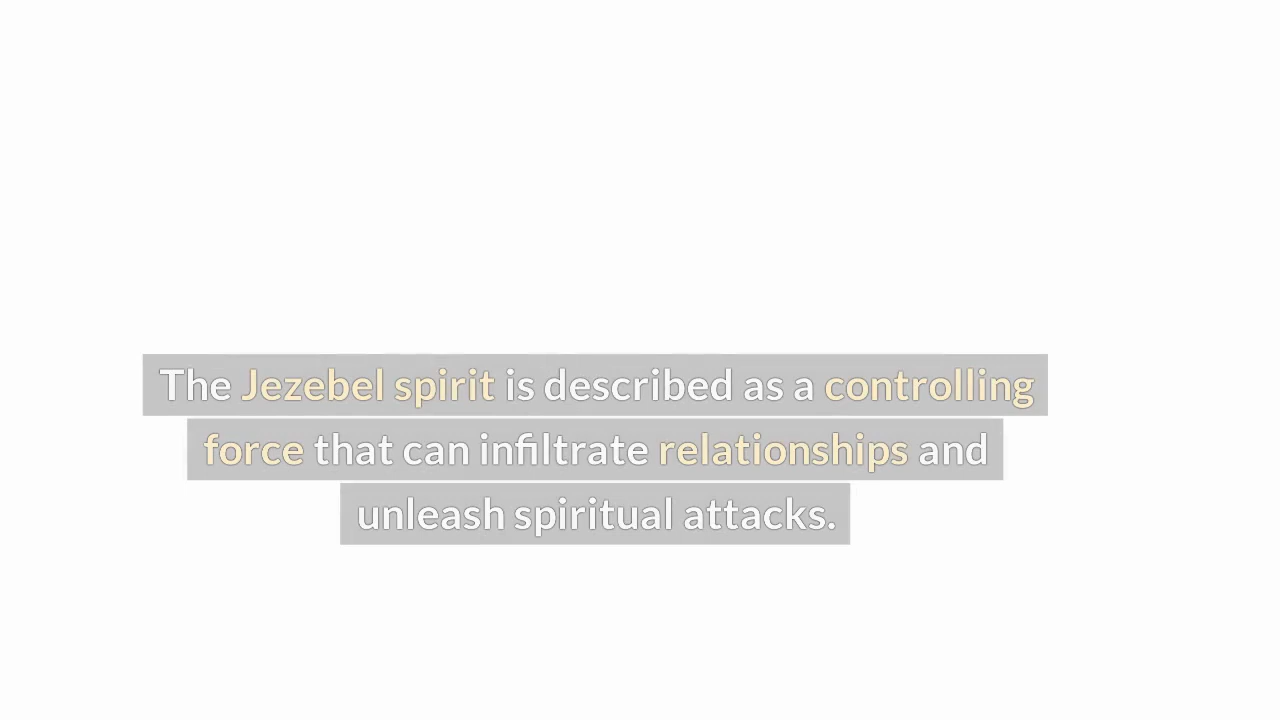 The Jezebel spirit is described as a controlling
force that can infiltrate relationships and
unleash spiritual attacks.